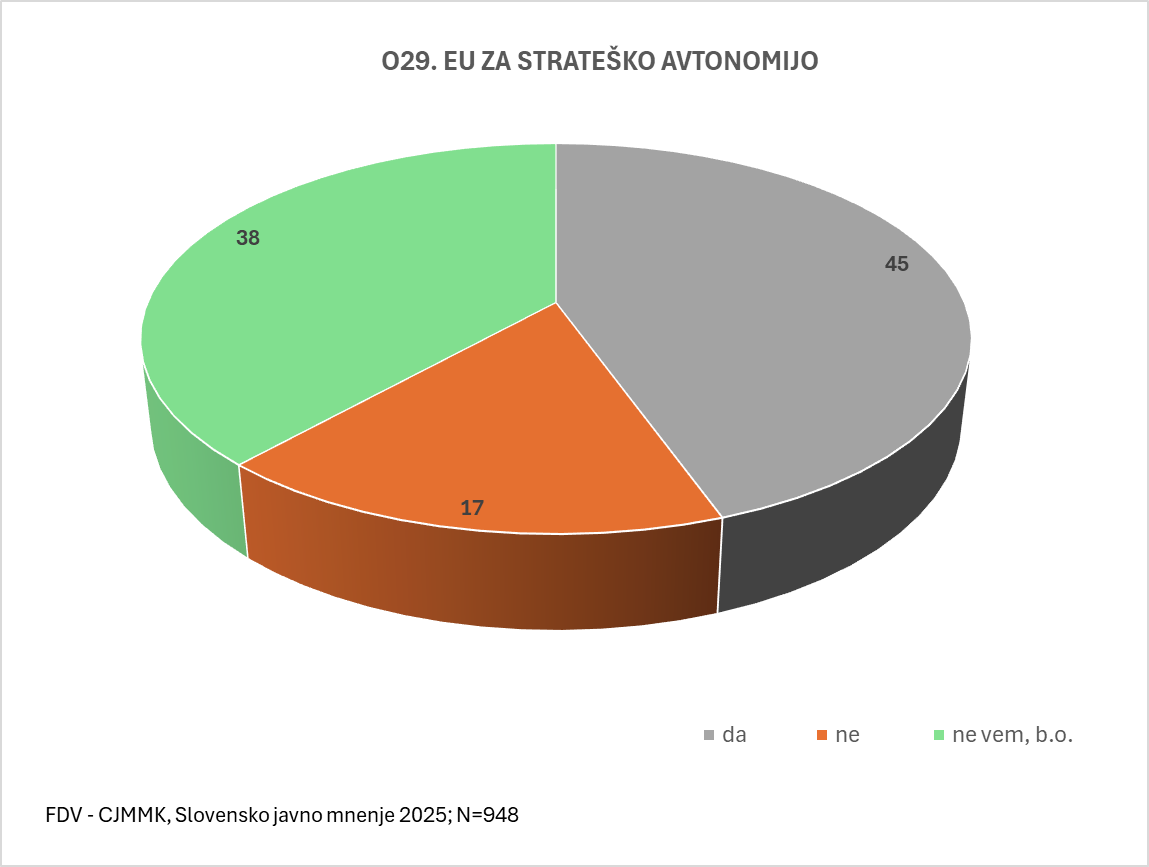 O29. EU ZA STRATEŠKO AVTONOMIJO
38
45
17
da ne ne vem, b.o.
FDV - CJMMK, Slovensko javno mnenje 2025; N=948